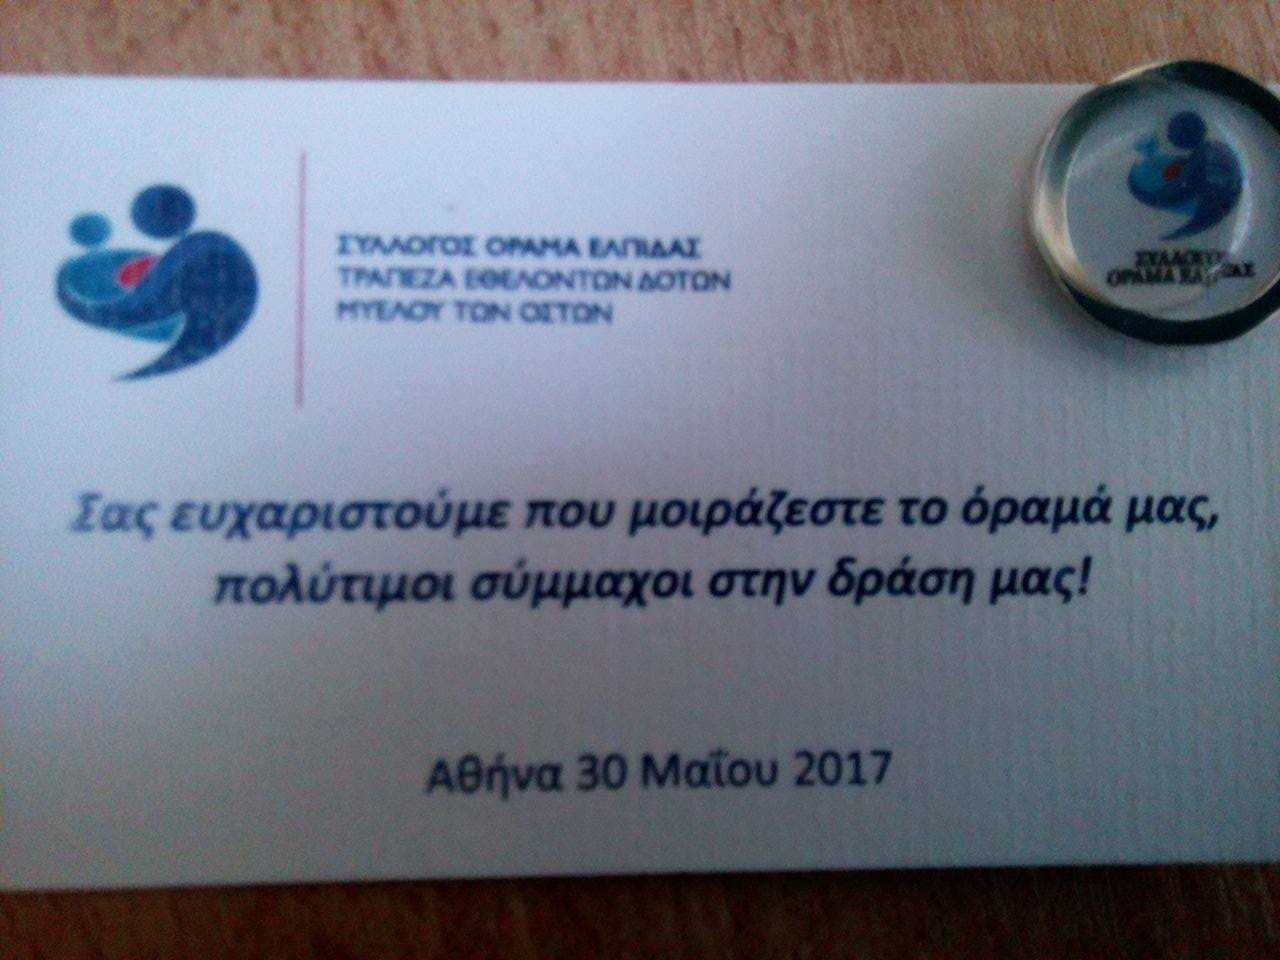 ΣΥΛΛΟΓΟΣ ΟΡΑΜΑ ΕΛΠΙΔΑΣ
ΤΡΑΠΕΖΑ ΕΘΕΛΟΝΤΩΝ ΔΟΤΩΝ
ΜΥΕΛΟΥ ΤΩΝ ΟΣΤΩΝ
ΣΥΛΛΟΓΟΣ
ΟΡΑΜΑ ΕΛΠΙΔΑΣ
Σας ευχαριστούμε που μοιράζεστε το όραμά μας,
πολύτιμοι σύμμαχοι στην δράση μας!
Αθήνα 30 Μαΐου 2017